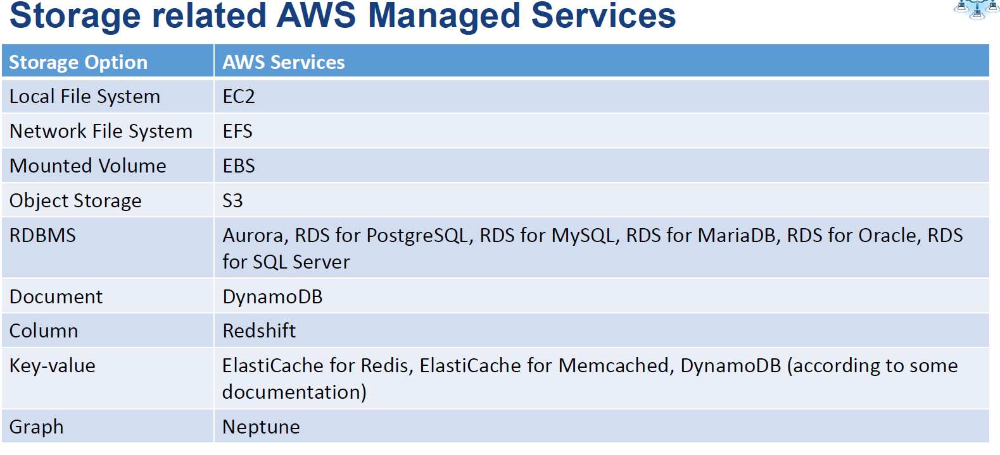 Storage related AWS Managed Services
Storage Option AWS Services
Local File System EC2
Network File System EFS
Mounted Volume EBS
Object Storage S3
RDBMS Aurora, RDS for PostgreSQL, RDS for MySQL, RDS for MariaDB, RDS for Oracle, RDS
for SQL Server
Document DynamoDB
Column Redshift
Key-value ElastiCache for Redis, ElastiCache for Memcached, DynamoDB (according to some
documentation)
Graph Neptune